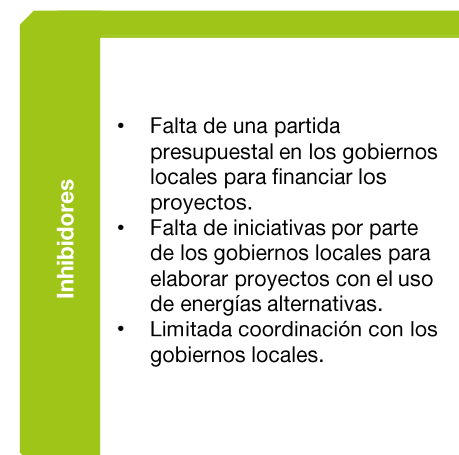 Inhibidores
• Falta de una partida
presupuestal en los gobiernos
locales para financiar los
proyectos.
• Falta de iniciativas por parte
de los gobiernos locales para
elaborar proyectos con el uso
de energías alternativas.
• Limitada coordinación con los
gobiernos locales.